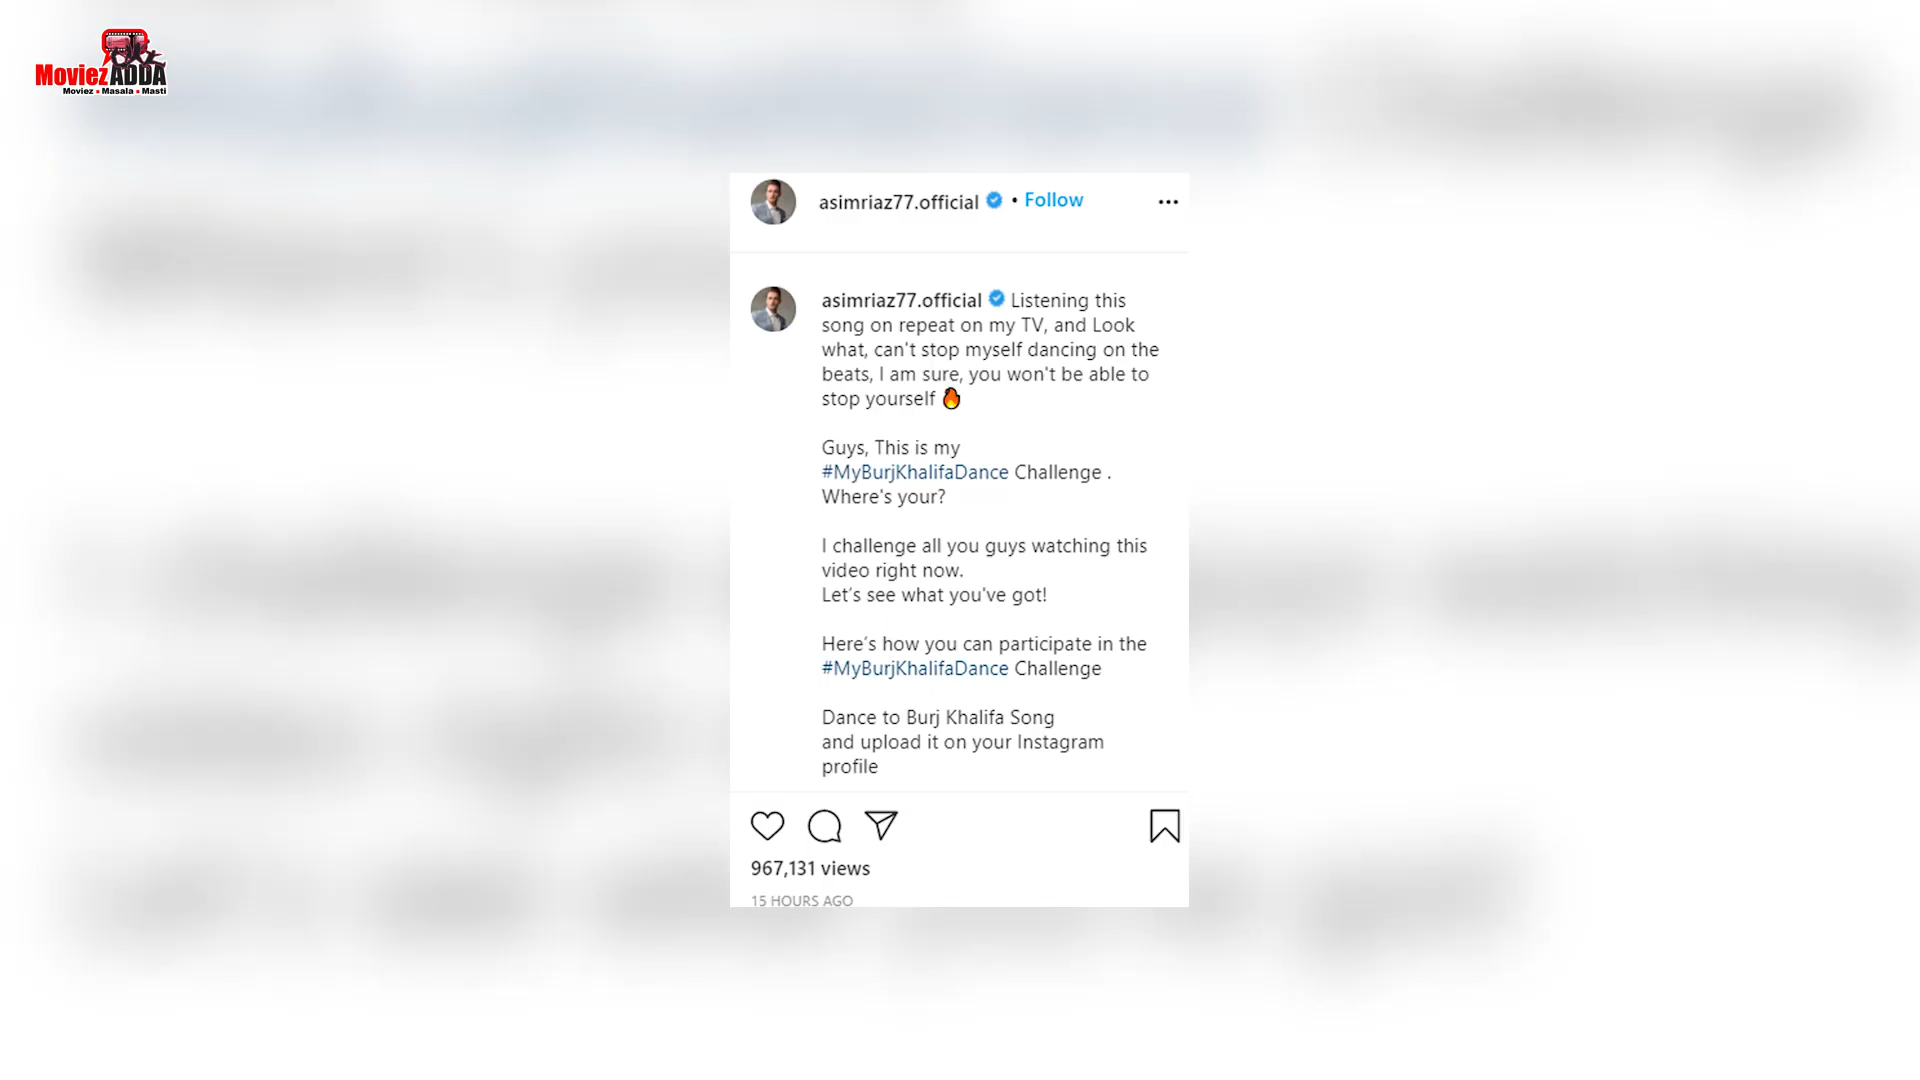 MoviezADDA
Moviez • Masala • Masti
asimriaz77.official • Follow
asimriaz77.official Listening this
song on repeat on my TV, and Look
what, can't stop myself dancing on the
beats, I am sure, you won't be able to
stop yourself 🔥
Guys, This is my
#MyBurjKhalifaDance Challenge .
Where's your?
I challenge all you guys watching this
video right now.
Let's see what you've got!
Here's how you can participate in the
#MyBurjKhalifaDance Challenge
Dance to Burj Khalifa Song
and upload it on your Instagram
profile
967,131 views
15 HOURS AGO